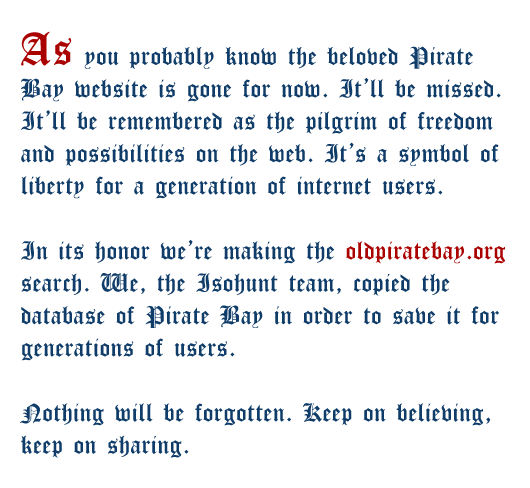 As you probably know the beloved Pirate
Bay website is gone for now. It'll be missed.
It'll be remembered as the pilgrim of freedom
and possibilities on the web. It's a symbol of
liberty for a generation of internet users.
In its honor we're making the oldpiratebay.org
search. We, the Isohunt team, copied the
database of Pirate Bay in order to save it for
generations of users.
Nothing will be forgotten. Keep on believing,
keep on sharing.